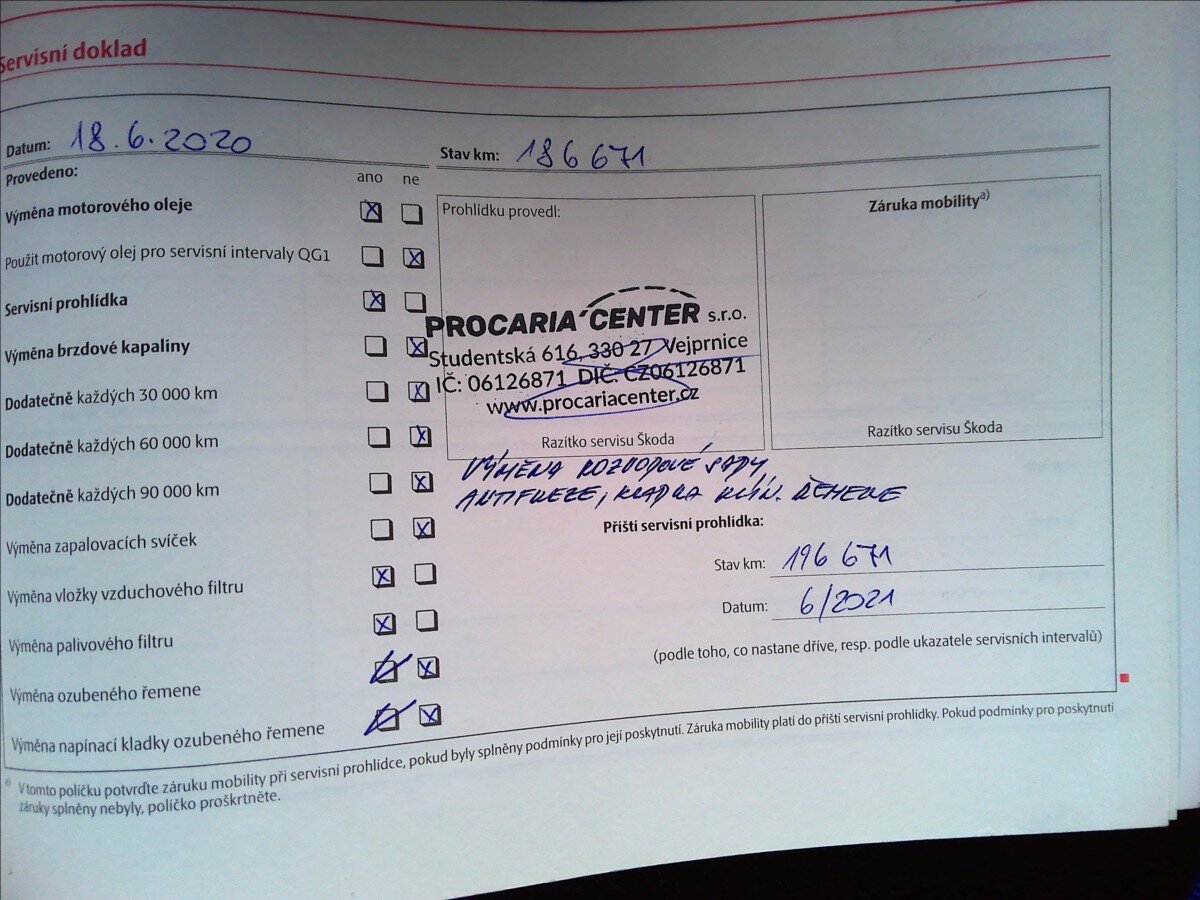 Servisní doklad
Datum: 18.6.2020
Stav km: 186 671
Provedeno:
ano ne
Výměna motorového oleje
Použit motorový olej pro servisní intervaly QG1
Servisní prohlídka
Výměna brzdové kapaliny
Dodatečně každých 30 000 km
Dodatečně každých 60 000 km
Dodatečně každých 90 000 km
Výměna zapalovacích svíček
Výměna vložky vzduchového filtru
Výměna palivového filtru
Výměna ozubeného řemene
Výměna napínací kladky ozubeného řemene
Prohlídku provedl:
PROCARIA CENTER s.r.o.
Studentská 616, 330 27 Vejprnice
IČ: 06126871 DIČ: CZ06126871
www.procariacenter.cz
Razítko servisu Škoda
Záruka mobility a)
Razítko servisu Škoda
VÝMĚNA ROZVODOVÉ SADY
ANTIFREEZE, KLADKA KLÍN. ŘEMENE
Příští servisní prohlídka:
Stav km: 196 671
Datum: 6/2021
(podle toho, co nastane dříve, resp. podle ukazatele servisních intervalů)
a) V tomto políčku potvrďte záruku mobility při servisní prohlídce, pokud byly splněny podmínky pro její poskytnutí. Záruka mobility platí do příští servisní prohlídky. Pokud podmínky pro poskytnutí
záruky splněny nebyly, políčko proškrtněte.